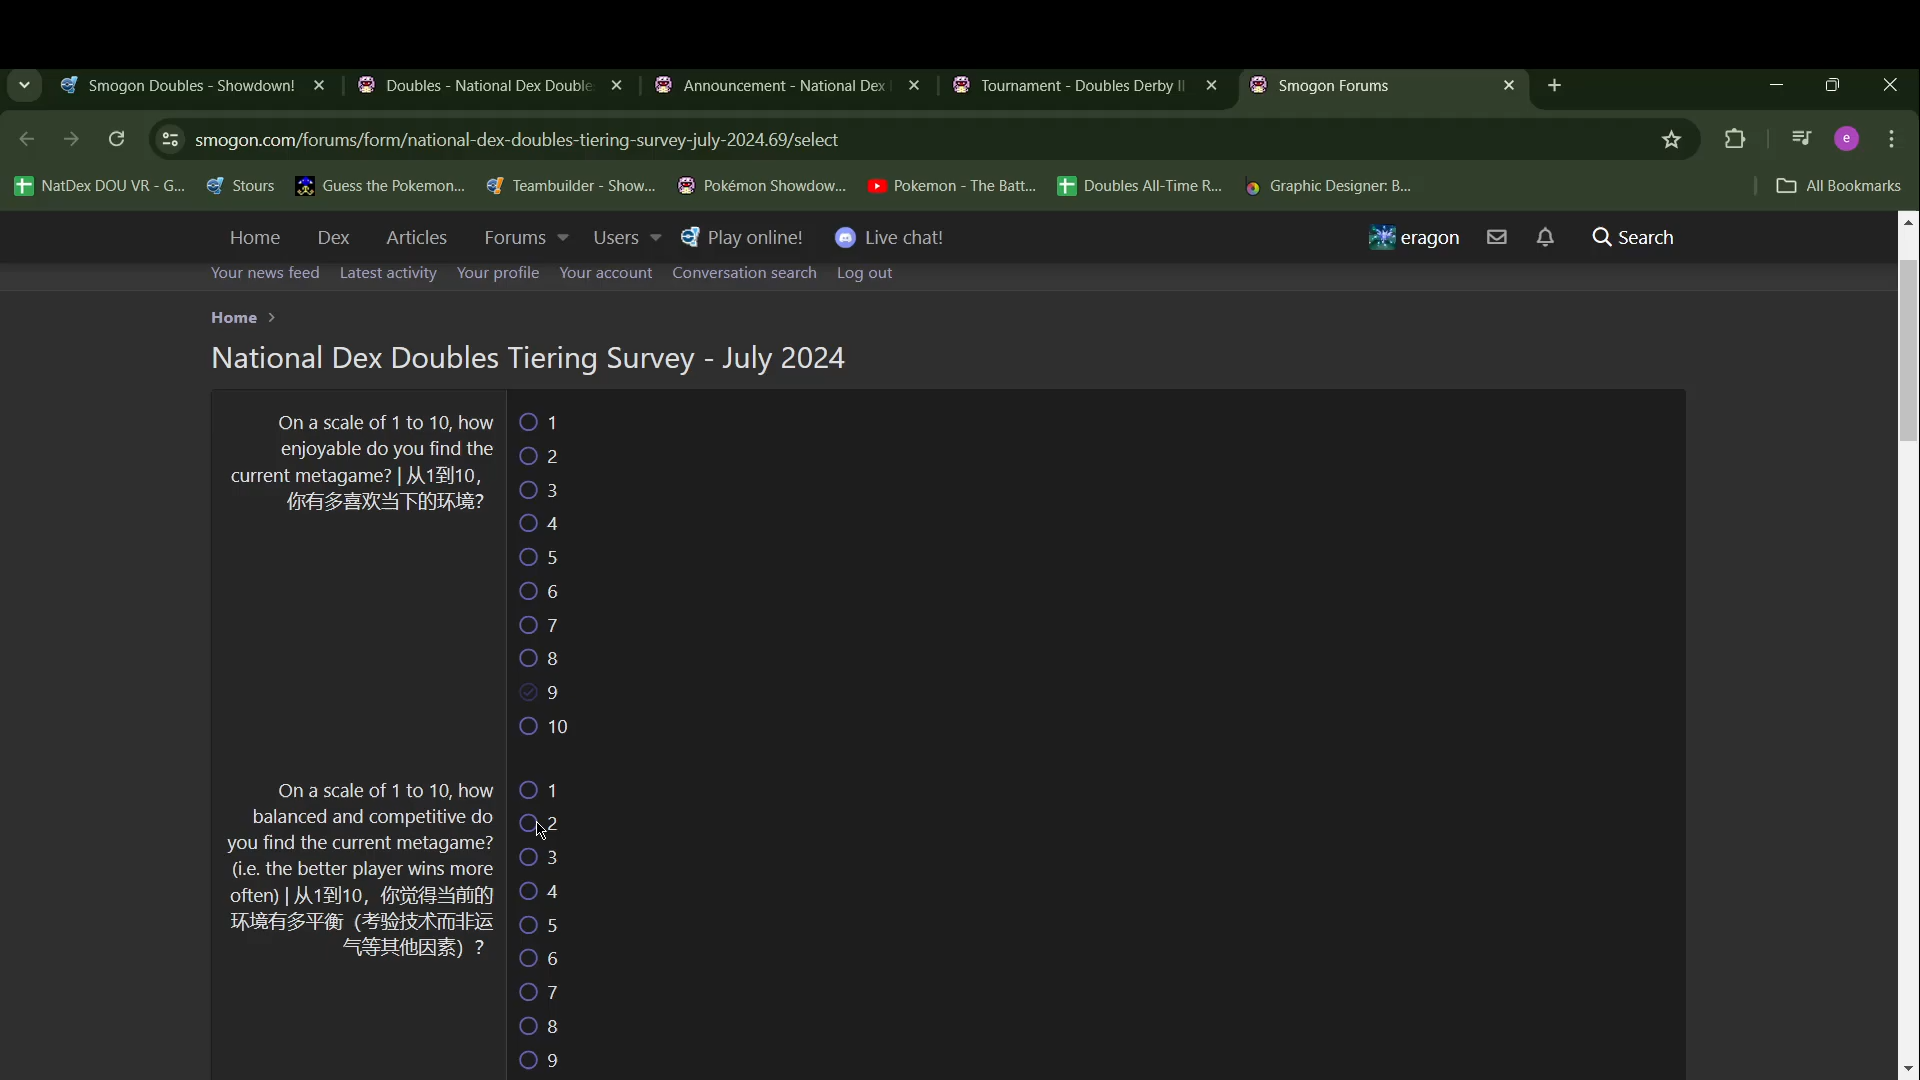 Smogon Doubles - Showdown!
Doubles - National Dex Double
Announcement - National Dex
Tournament - Doubles Derby II
Smogon Forums
smogon.com/forums/form/national-dex-doubles-tiering-survey-july-2024.69/select
e
NatDex DOU VR - G...
Stours
Guess the Pokemon...
Teambuilder - Show...
Pokémon Showdow...
Pokemon - The Batt...
Doubles All-Time R...
Graphic Designer: B...
All Bookmarks
Home
Dex
Articles
Forums
Users
Play online!
Live chat!
eragon
Search
Your news feed
Latest activity
Your profile
Your account
Conversation search
Log out
Home
National Dex Doubles Tiering Survey - July 2024
On a scale of 1 to 10, how
enjoyable do you find the
current metagame? | 从1到10，
你有多喜欢当下的环境？
1
2
3
4
5
6
7
8
9
10
On a scale of 1 to 10, how
balanced and competitive do
you find the current metagame?
(i.e. the better player wins more
often) | 从1到10，你觉得当前的
环境有多平衡（考验技术而非运
气等其他因素）？
1
2
3
4
5
6
7
8
9